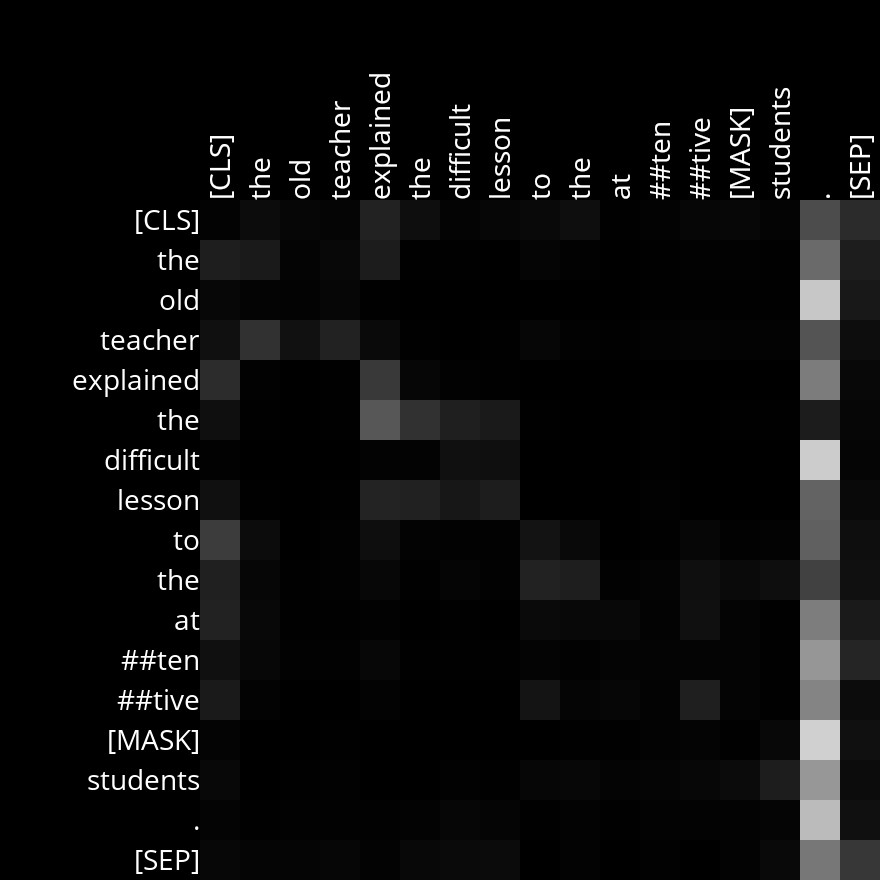 [CLS] the old teacher explained the difficult lesson to the at ##ten ##tive [MASK] students . [SEP]
[CLS]
the
old
teacher
explained
the
difficult
lesson
to
the
at
##ten
##tive
[MASK]
students
.
[SEP]